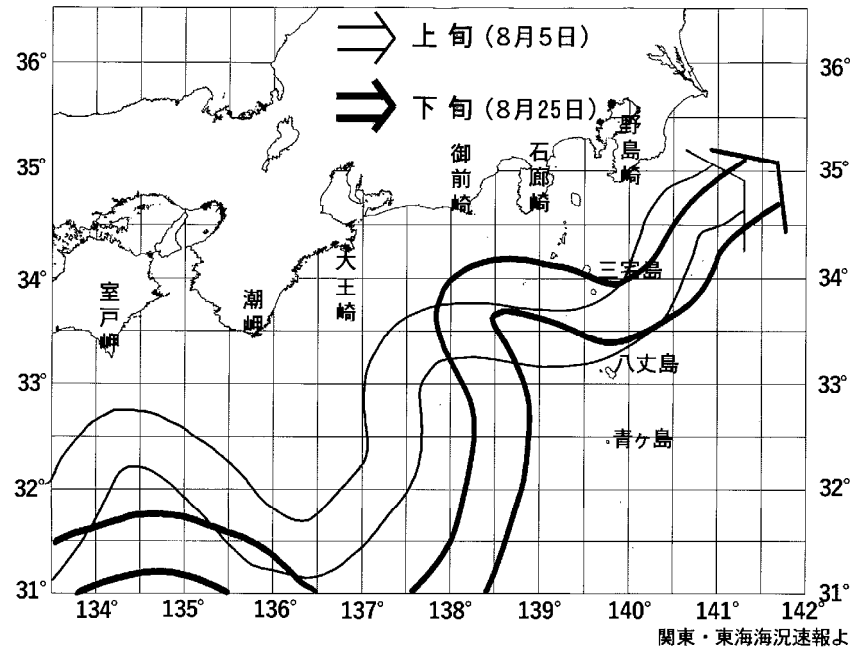 上旬(8月5日)
下旬(8月25日)
36°
36°
35°
35°
34°
34°
33°
33°
32°
32°
31°
31°
野島崎
石廊崎
御前崎
大王崎
潮岬
室戸岬
三宅島
八丈島
青ヶ島
134°
135°
136°
137°
138°
139°
140°
141°
142°
関東・東海海況速報よ